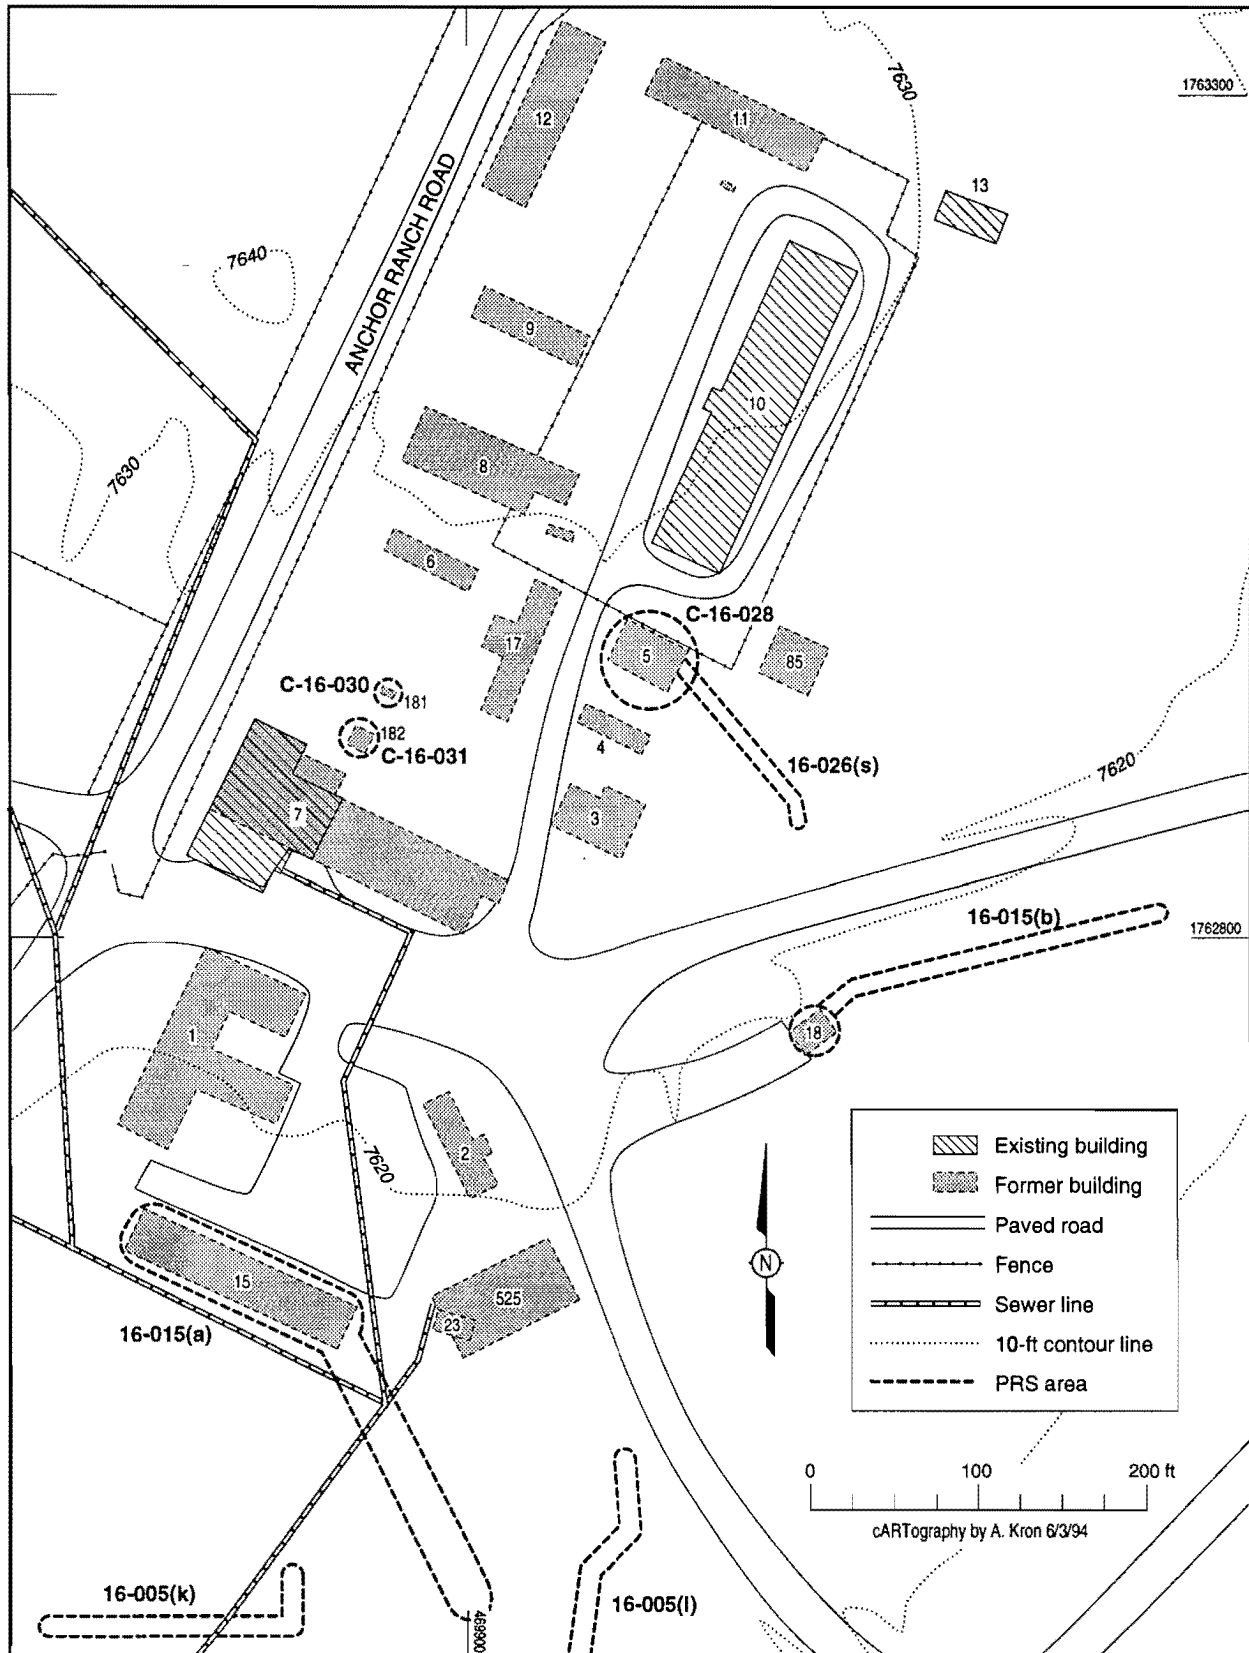 1763300
7630
12
11
13
ANCHOR RANCH ROAD
7640
9
10
8
7630
6
C-16-028
17
5
85
C-16-030
181
182
C-16-031
4
16-026(s)
7620
7
3
16-015(b)
1762800
1
18
2
7620
Existing building
Former building
Paved road
Fence
Sewer line
10-ft contour line
PRS area
N
15
525
23
16-015(a)
0 100 200 ft
cARTography by A. Kron 6/3/94
16-005(k)
16-005(l)
469900